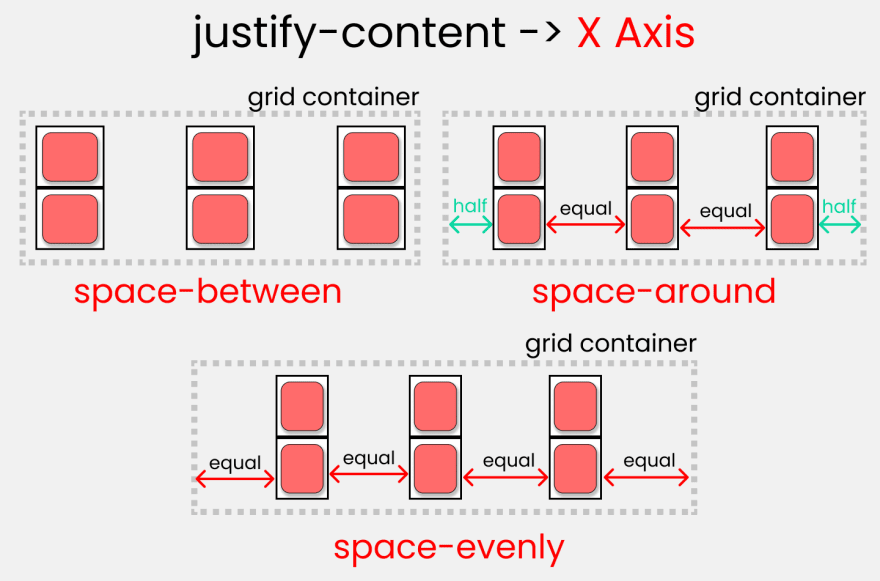 justify-content -> X Axis
grid container
grid container
half
equal
equal
half
space-between
space-around
grid container
equal
equal
equal
equal
space-evenly